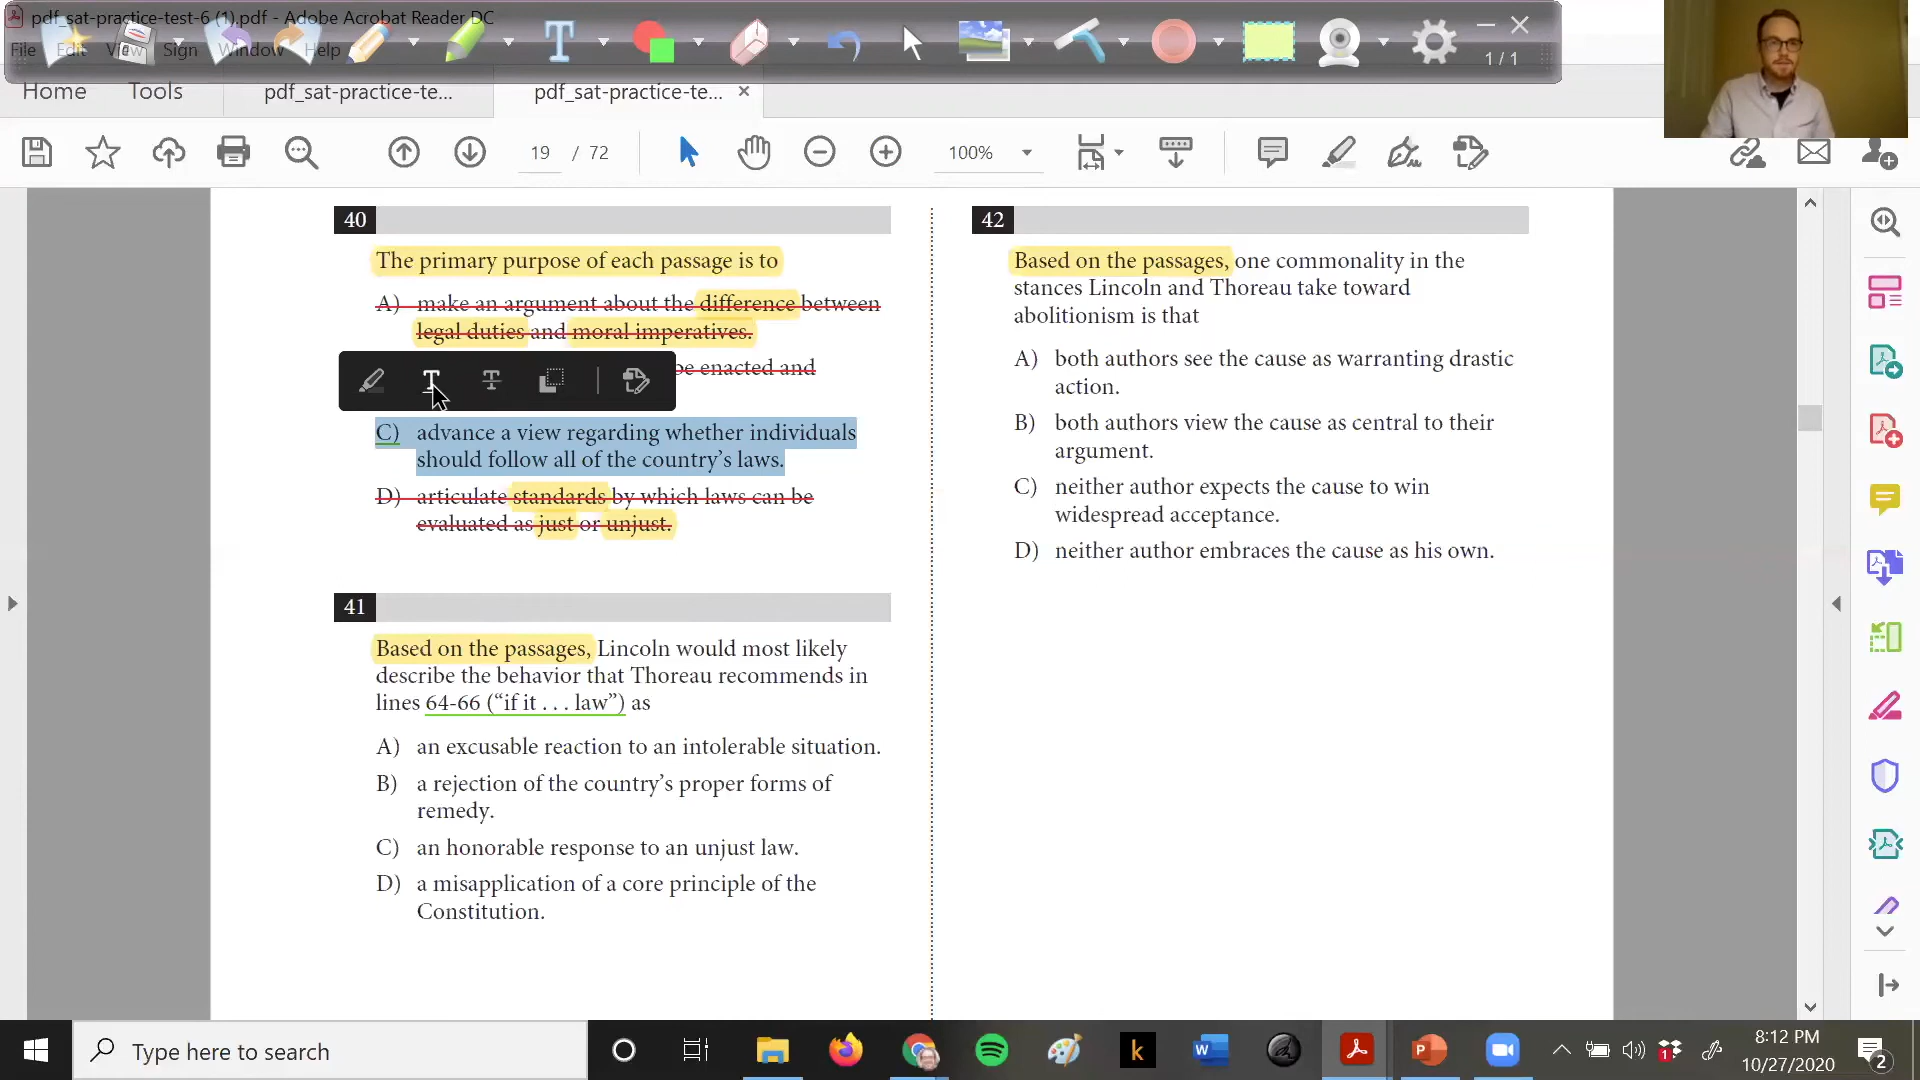 pdf_sat-practice-test-6 (1).pdf - Adobe Acrobat Reader DC
File Edit View Sign Window Help
1 / 1
Home Tools pdf_sat-practice-te... pdf_sat-practice-te...
19 / 72 100%
40
The primary purpose of each passage is to
A) make an argument about the difference between
legal duties and moral imperatives.
be enacted and
C) advance a view regarding whether individuals
should follow all of the country’s laws.
D) articulate standards by which laws can be
evaluated as just or unjust.
41
Based on the passages, Lincoln would most likely
describe the behavior that Thoreau recommends in
lines 64-66 (“if it . . . law”) as
A) an excusable reaction to an intolerable situation.
B) a rejection of the country’s proper forms of
remedy.
C) an honorable response to an unjust law.
D) a misapplication of a core principle of the
Constitution.
42
Based on the passages, one commonality in the
stances Lincoln and Thoreau take toward
abolitionism is that
A) both authors see the cause as warranting drastic
action.
B) both authors view the cause as central to their
argument.
C) neither author expects the cause to win
widespread acceptance.
D) neither author embraces the cause as his own.
Type here to search
8:12 PM
10/27/2020
2